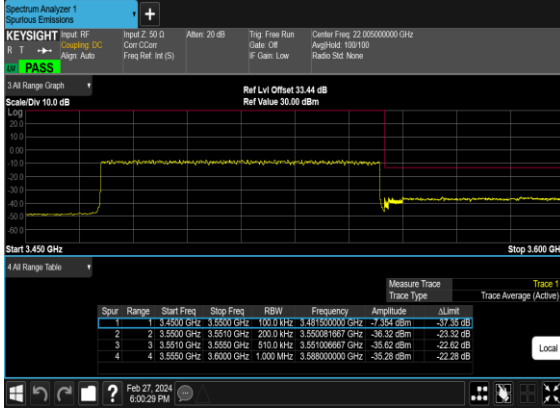 Spectrum Analyzer 1
Spurious Emissions
+
KEYSIGHT Input: RF Input Z: 50 Ω Atten: 20 dB Trig: Free Run Center Freq: 22.005000000 GHz
R T Coupling: DC Corr CCorr Gate: Off Avg|Hold: 100/100
Align: Auto Freq Ref: Int (S) IF Gain: Low Radio Std: None
LXI PASS
3 All Range Graph
Ref Lvl Offset 33.44 dB
Scale/Div 10.0 dB Ref Value 30.00 dBm
Log
20.0
10.0
0.00
-10.0
-20.0
-30.0
-40.0
-50.0
-60.0
Start 3.450 GHz Stop 3.600 GH
4 All Range Table
Measure Trace Trace 1
Trace Type Trace Average (Active)
Spur Range Start Freq Stop Freq RBW Frequency Amplitude ΔLimit
1 1 3.4500 GHz 3.5500 GHz 100.0 kHz 3.481500000 GHz -7.354 dBm -37.35 dB
2 2 3.5500 GHz 3.5510 GHz 200.0 kHz 3.550081667 GHz -36.32 dBm -23.32 dB
3 3 3.5510 GHz 3.5550 GHz 510.0 kHz 3.551006667 GHz -35.62 dBm -22.62 dB
4 4 3.5550 GHz 3.6000 GHz 1.000 MHz 3.588000000 GHz -35.28 dBm -22.28 dB
Local
? Feb 27, 2024
6:00:29 PM